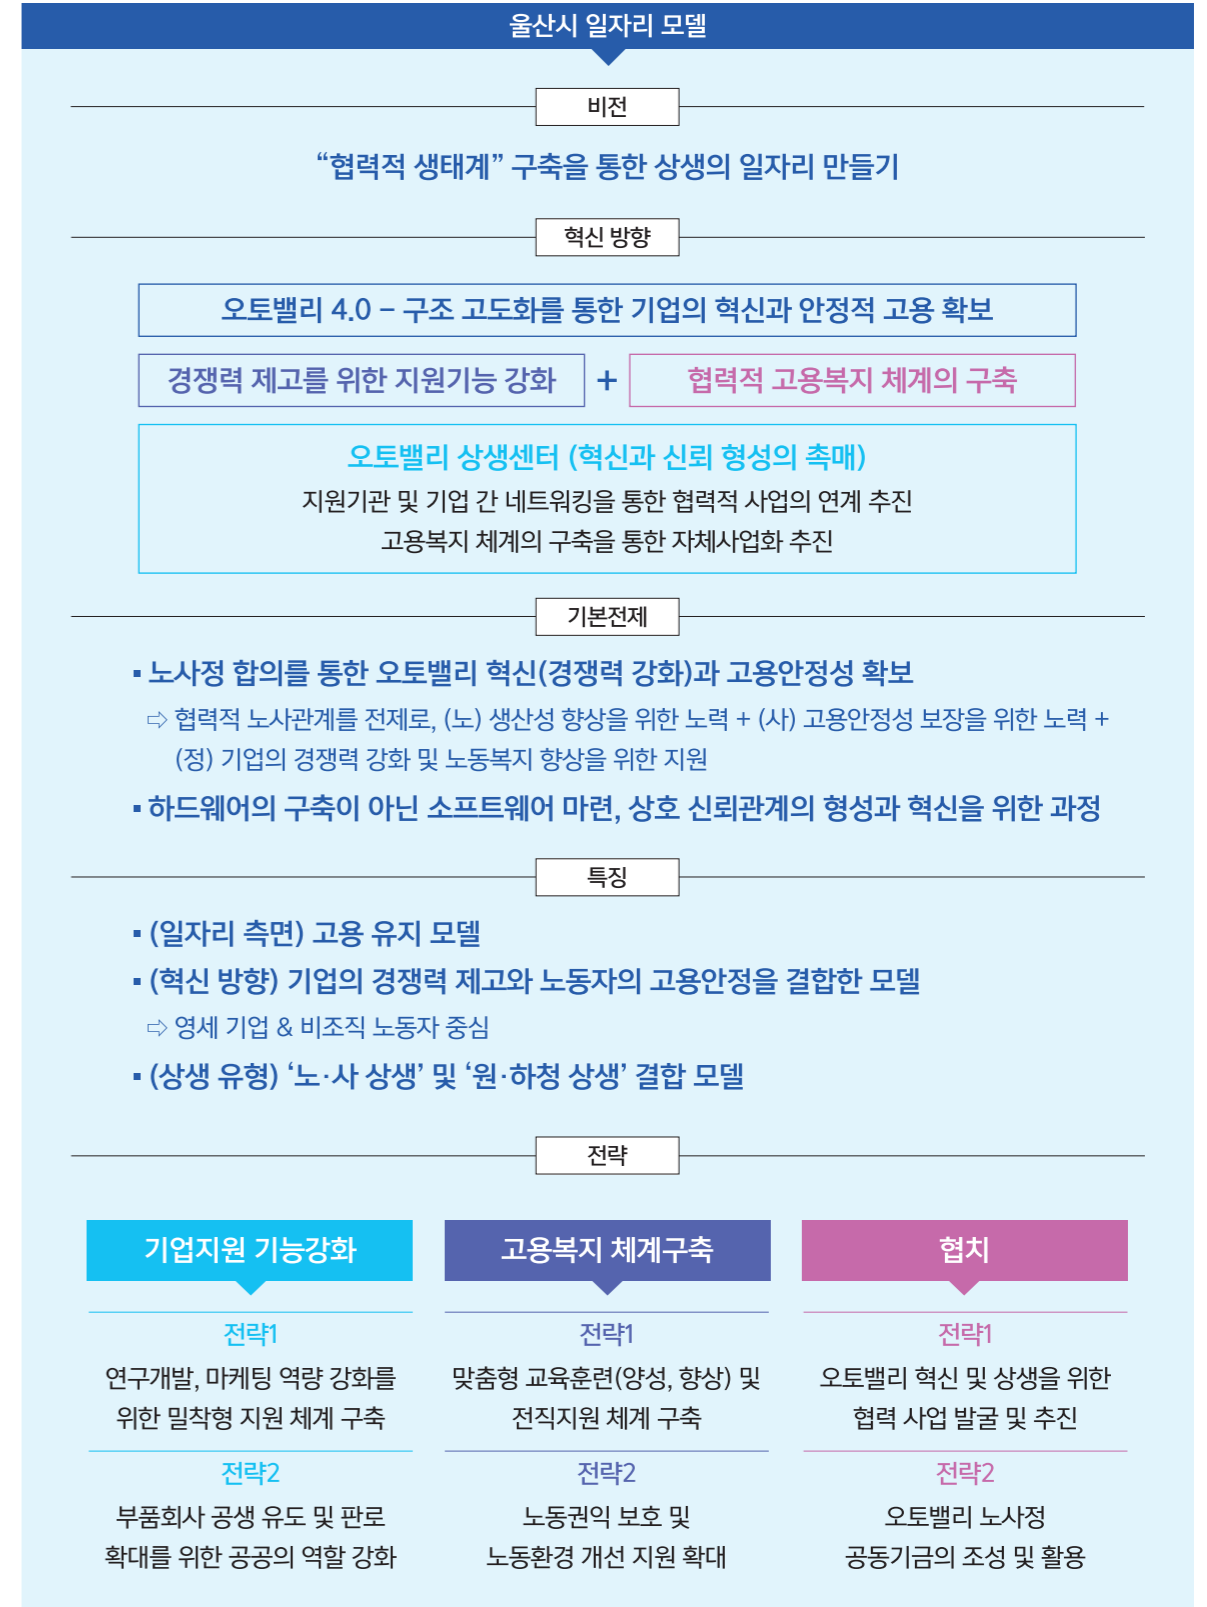 울산시 일자리 모델
비전
“협력적 생태계” 구축을 통한 상생의 일자리 만들기
혁신 방향
오토밸리 4.0 – 구조 고도화를 통한 기업의 혁신과 안정적 고용 확보
경쟁력 제고를 위한 지원기능 강화 + 협력적 고용복지 체계의 구축
오토밸리 상생센터 (혁신과 신뢰 형성의 촉매)
지원기관 및 기업 간 네트워킹을 통한 협력적 사업의 연계 추진
고용복지 체계의 구축을 통한 자체사업화 추진
기본전제
▪ 노사정 합의를 통한 오토밸리 혁신(경쟁력 강화)과 고용안정성 확보
⇨ 협력적 노사관계를 전제로, (노) 생산성 향상을 위한 노력 + (사) 고용안정성 보장을 위한 노력 +
(정) 기업의 경쟁력 강화 및 노동복지 향상을 위한 지원
▪ 하드웨어의 구축이 아닌 소프트웨어 마련, 상호 신뢰관계의 형성과 혁신을 위한 과정
특징
▪ (일자리 측면) 고용 유지 모델
▪ (혁신 방향) 기업의 경쟁력 제고와 노동자의 고용안정을 결합한 모델
⇨ 영세 기업 & 비조직 노동자 중심
▪ (상생 유형) ‘노·사 상생’ 및 ‘원·하청 상생’ 결합 모델
전략
기업지원 기능강화
전략1
연구개발, 마케팅 역량 강화를
위한 밀착형 지원 체계 구축
전략2
부품회사 공생 유도 및 판로
확대를 위한 공공의 역할 강화
고용복지 체계구축
전략1
맞춤형 교육훈련(양성, 향상) 및
전직지원 체계 구축
전략2
노동권익 보호 및
노동환경 개선 지원 확대
협치
전략1
오토밸리 혁신 및 상생을 위한
협력 사업 발굴 및 추진
전략2
오토밸리 노사정
공동기금의 조성 및 활용